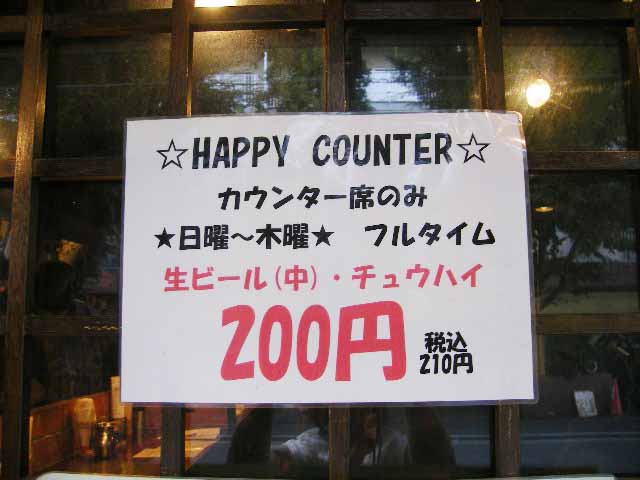 ☆HAPPY COUNTER☆
カウンター席のみ
★日曜～木曜★ フルタイム
生ビール(中)・チュウハイ
200円 税込
210円